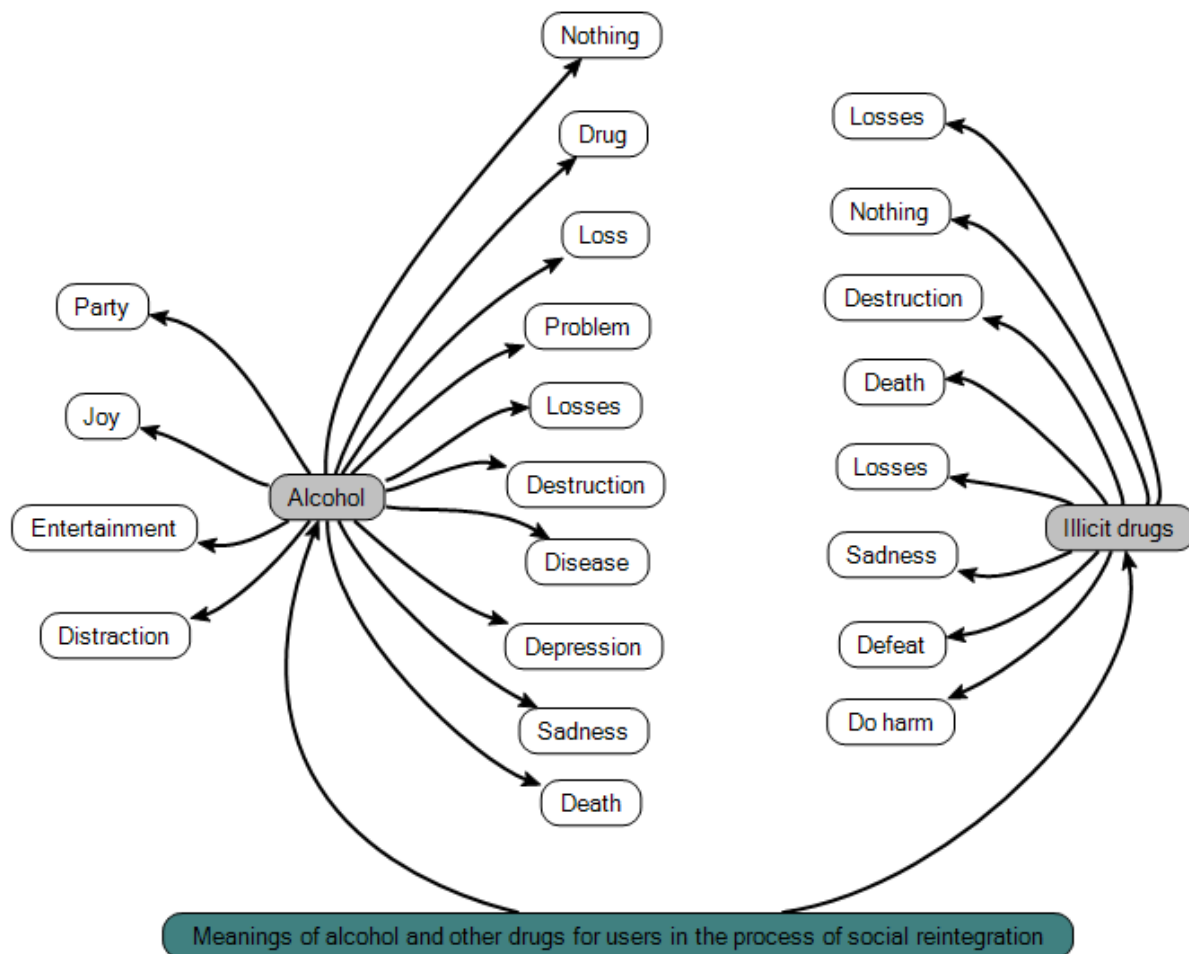 Nothing
Drug
Loss
Problem
Losses
Destruction
Disease
Depression
Sadness
Death
Party
Joy
Entertainment
Distraction
Alcohol
Losses
Nothing
Destruction
Death
Losses
Sadness
Defeat
Do harm
Illicit drugs
Meanings of alcohol and other drugs for users in the process of social reintegration